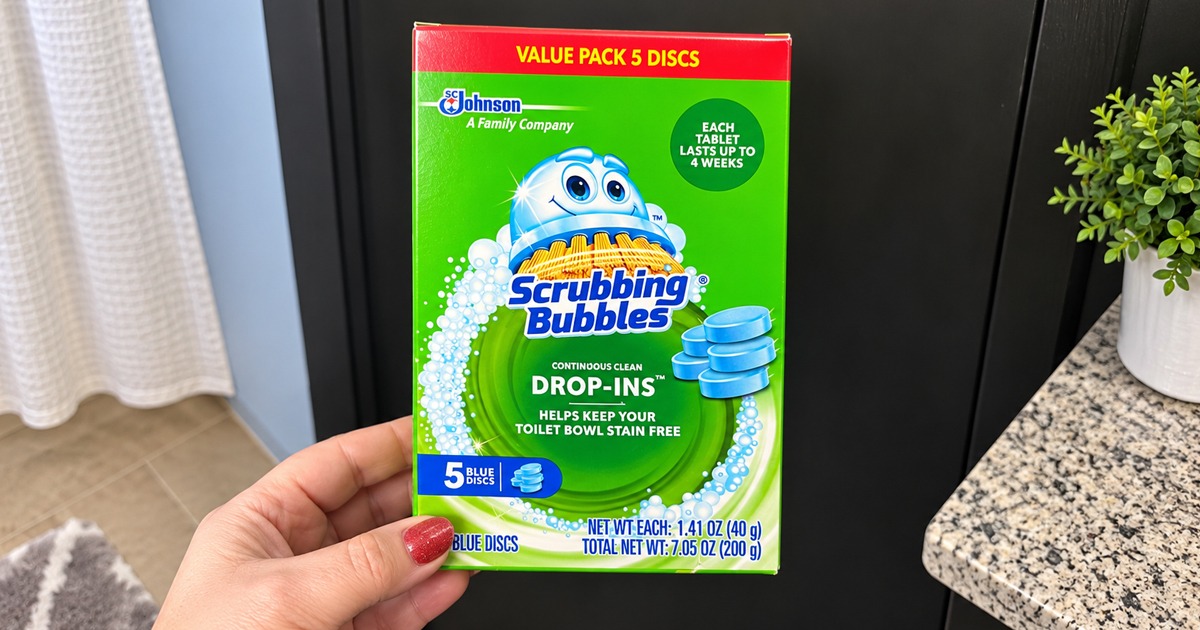 VALUE PACK 5 DISCS
SC Johnson
A Family Company
EACH
TABLET
LASTS UP TO
4 WEEKS
TM
Scrubbing
Bubbles®
CONTINUOUS CLEAN
DROP-INS™
HELPS KEEP YOUR
TOILET BOWL STAIN FREE
5 BLUE
DISCS
BLUE DISCS
NET WT EACH: 1.41 OZ (40 g)
TOTAL NET WT: 7.05 OZ (200 g)